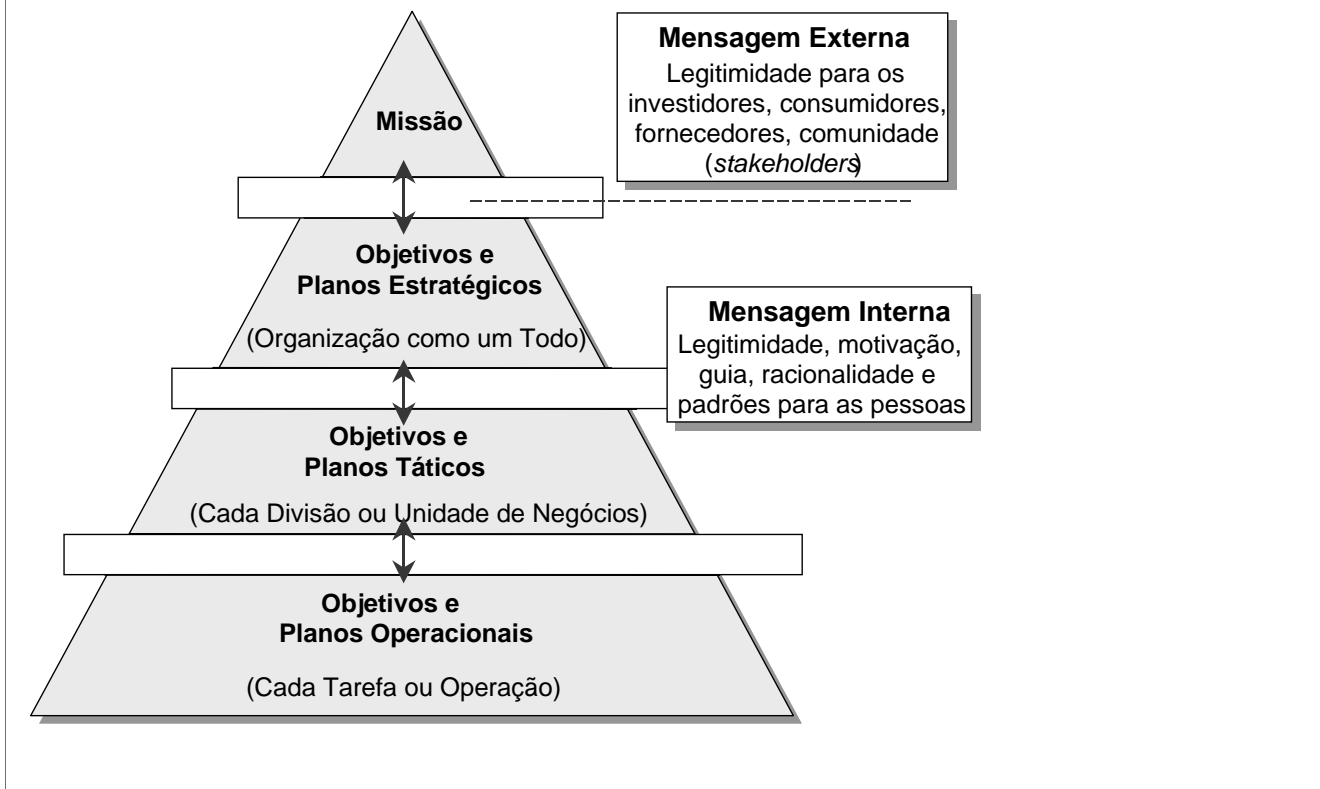 Missão
Mensagem Externa
Legitimidade para os
investidores, consumidores,
fornecedores, comunidade
(stakeholders)
Objetivos e
Planos Estratégicos
(Organização como um Todo)
Mensagem Interna
Legitimidade, motivação,
guia, racionalidade e
padrões para as pessoas
Objetivos e
Planos Táticos
(Cada Divisão ou Unidade de Negócios)
Objetivos e
Planos Operacionais
(Cada Tarefa ou Operação)